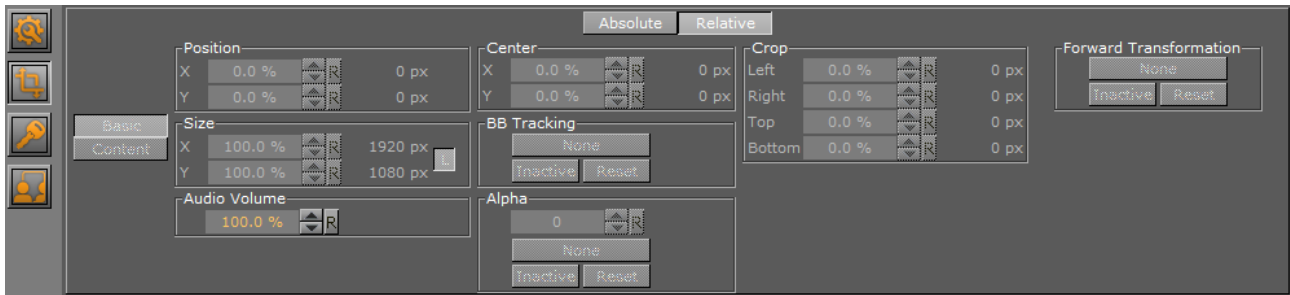 Absolute Relative
Position
X 0.0 % R 0 px
Y 0.0 % R 0 px
Center
X 0.0 % R 0 px
Y 0.0 % R 0 px
Crop
Left 0.0 % R 0 px
Right 0.0 % R 0 px
Top 0.0 % R 0 px
Bottom 0.0 % R 0 px
Forward Transformation
None
Inactive Reset
Basic
Content
Size
X 100.0 % R 1920 px
Y 100.0 % R 1080 px
L
BB Tracking
None
Inactive Reset
Audio Volume
100.0 % R
Alpha
0 R
None
Inactive Reset